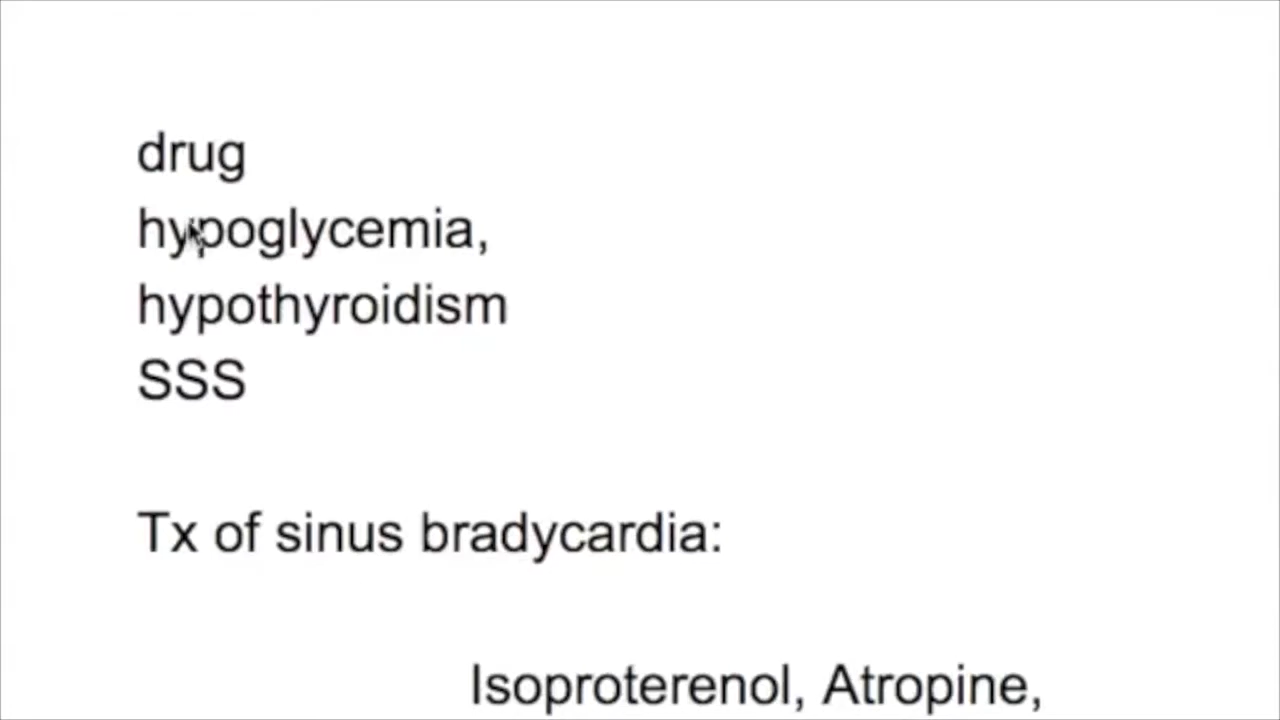 drug
hypoglycemia,
hypothyroidism
SSS
Tx of sinus bradycardia:
Isoproterenol, Atropine,